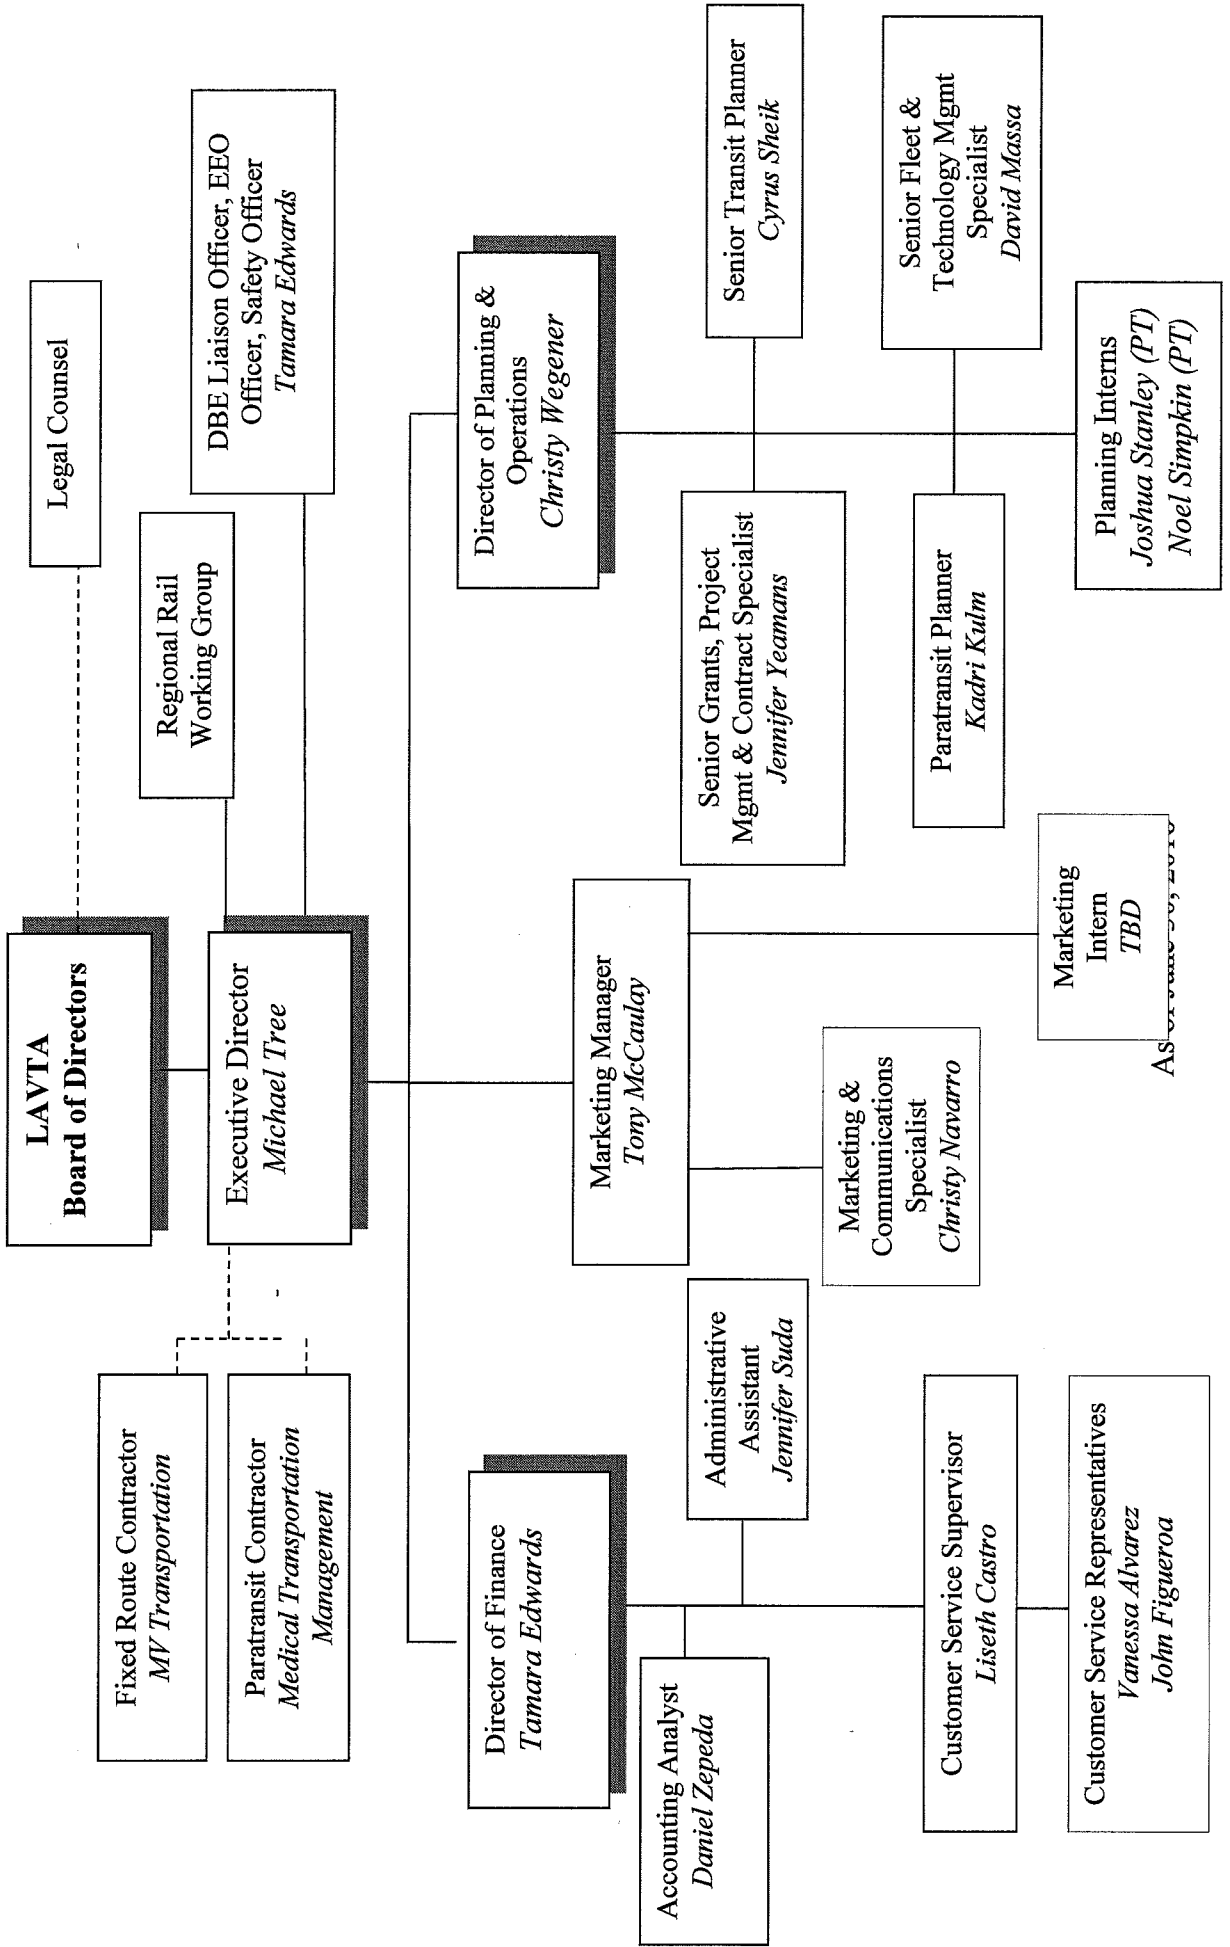 LAVTA
Board of Directors
Legal Counsel
Executive Director
Michael Tree
Regional Rail
Working Group
DBE Liaison Officer, EEO
Officer, Safety Officer
Tamara Edwards
Fixed Route Contractor
MV Transportation
Paratransit Contractor
Medical Transportation
Management
Director of Finance
Tamara Edwards
Marketing Manager
Tony McCaulay
Director of Planning &
Operations
Christy Wegener
Accounting Analyst
Daniel Zepeda
Administrative
Assistant
Jennifer Suda
Customer Service Supervisor
Liseth Castro
Customer Service Representatives
Vanessa Alvarez
John Figueroa
Marketing &
Communications
Specialist
Christy Navarro
Marketing
Intern
TBD
Senior Grants, Project
Mgmt & Contract Specialist
Jennifer Yeamans
Senior Transit Planner
Cyrus Sheik
Paratransit Planner
Kadri Kulm
Senior Fleet &
Technology Mgmt
Specialist
David Massa
Planning Interns
Joshua Stanley (PT)
Noel Simpkin (PT)
As of June